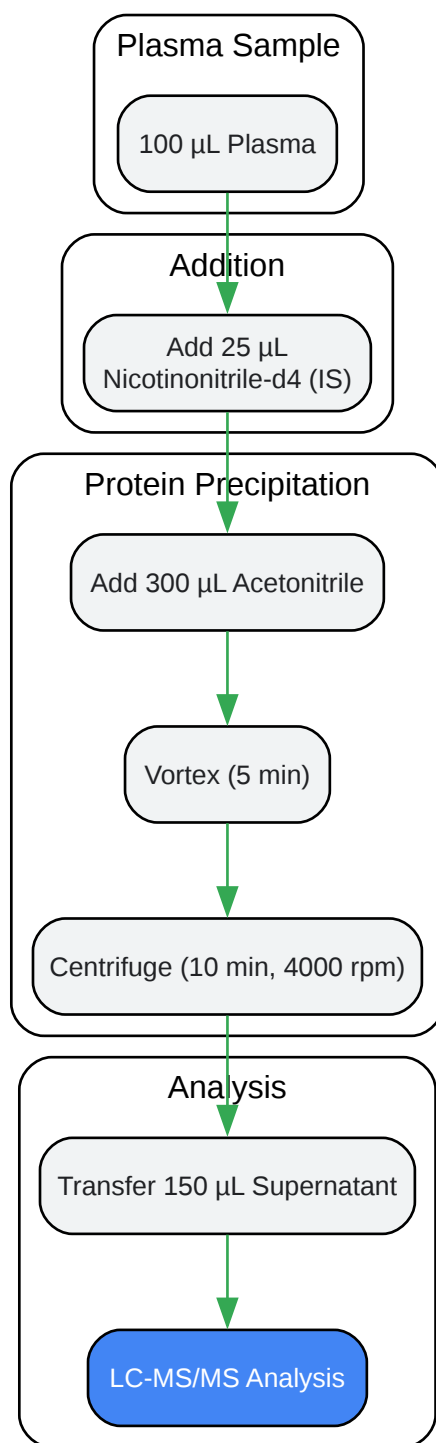 Plasma Sample
100 µL Plasma
Addition
Add 25 µL
Nicotinonitrile-d4 (IS)
Protein Precipitation
Add 300 µL Acetonitrile
Vortex (5 min)
Centrifuge (10 min, 4000 rpm)
Analysis
Transfer 150 µL Supernatant
LC-MS/MS Analysis